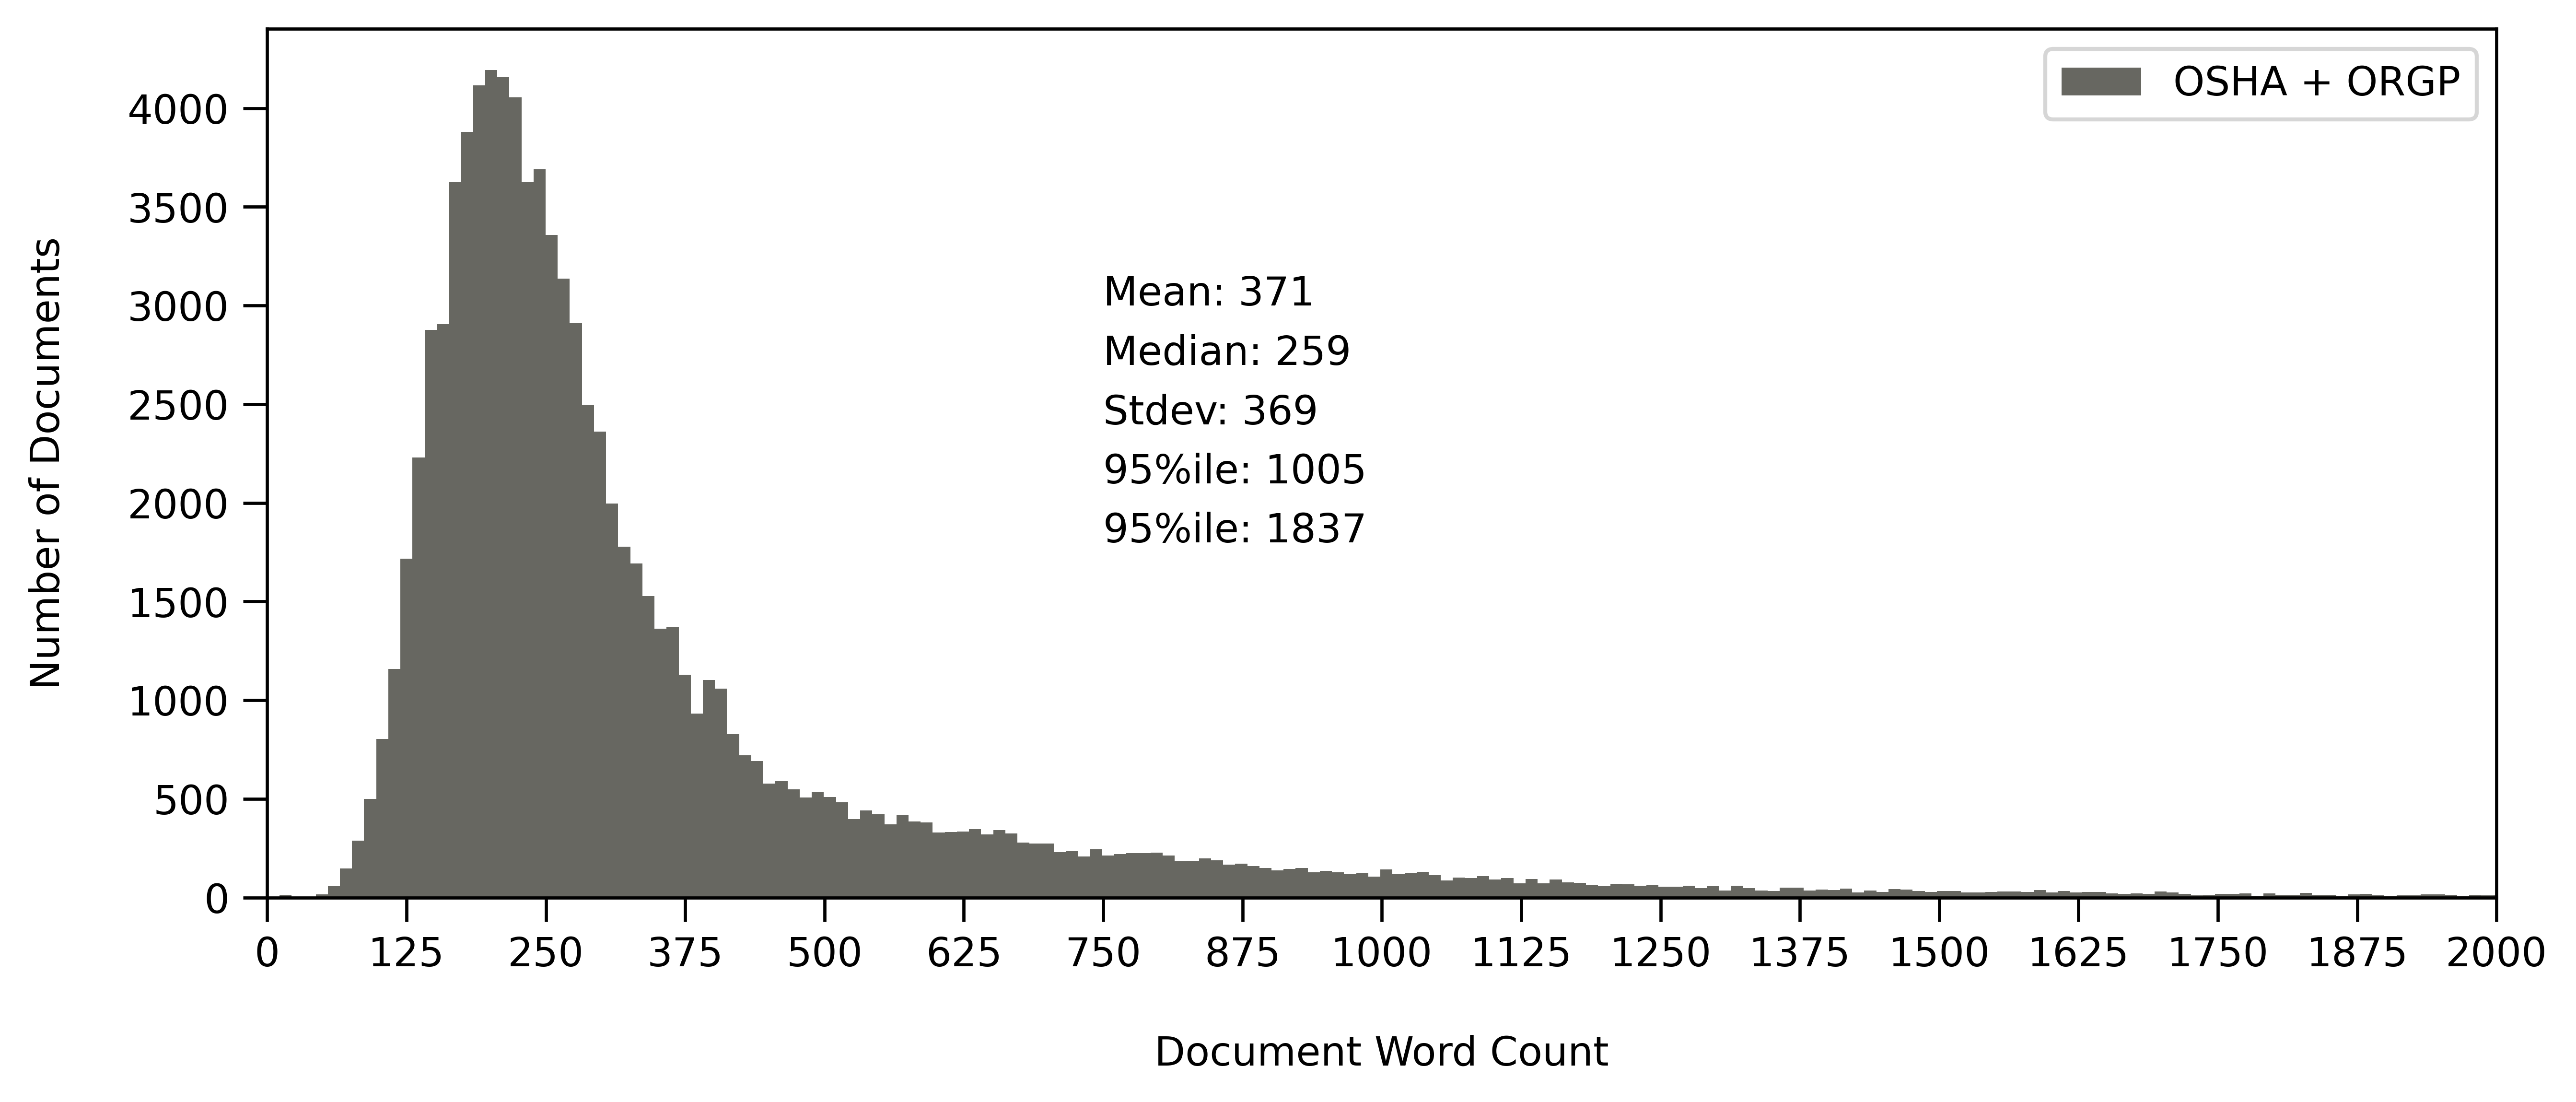 OSHA + ORGP
4000
3500
3000
2500
2000
1500
1000
500
0
Number of Documents
Mean: 371
Median: 259
Stdev: 369
95%ile: 1005
95%ile: 1837
0 125 250 375 500 625 750 875 1000 1125 1250 1375 1500 1625 1750 1875 2000
Document Word Count